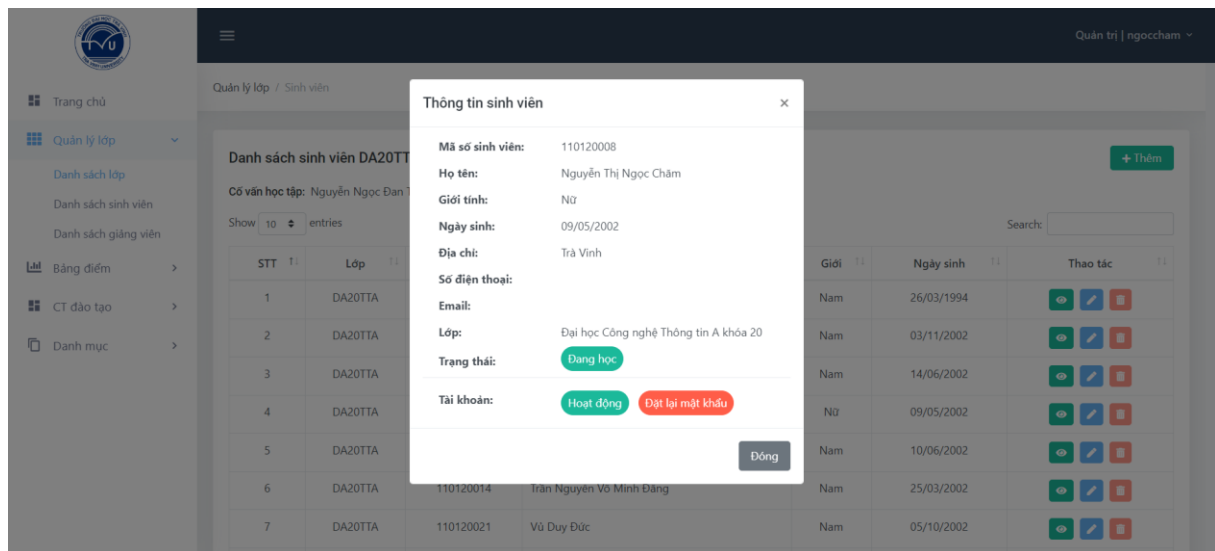 TVU
Quản trị | ngoccham
Trang chủ
Quản lý lớp
Danh sách lớp
Danh sách sinh viên
Danh sách giảng viên
Bảng điểm
CT đào tạo
Danh mục
Quản lý lớp / Sinh viên
Danh sách sinh viên DA20TT
+ Thêm
Cố vấn học tập: Nguyễn Ngọc Đan
Show 10 entries
Search:
STT Lớp Giới Ngày sinh Thao tác
1 DA20TTA Nam 26/03/1994
2 DA20TTA Nam 03/11/2002
3 DA20TTA Nam 14/06/2002
4 DA20TTA Nữ 09/05/2002
5 DA20TTA Nam 10/06/2002
6 DA20TTA 110120014 Trần Nguyên Võ Minh Đăng Nam 25/03/2002
7 DA20TTA 110120021 Vũ Duy Đức Nam 05/10/2002
Thông tin sinh viên ×
Mã số sinh viên: 110120008
Họ tên: Nguyễn Thị Ngọc Chăm
Giới tính: Nữ
Ngày sinh: 09/05/2002
Địa chỉ: Trà Vinh
Số điện thoại:
Email:
Lớp: Đại học Công nghệ Thông tin A khóa 20
Trạng thái: Đang học
Tài khoản: Hoạt động Đặt lại mật khẩu
Đóng